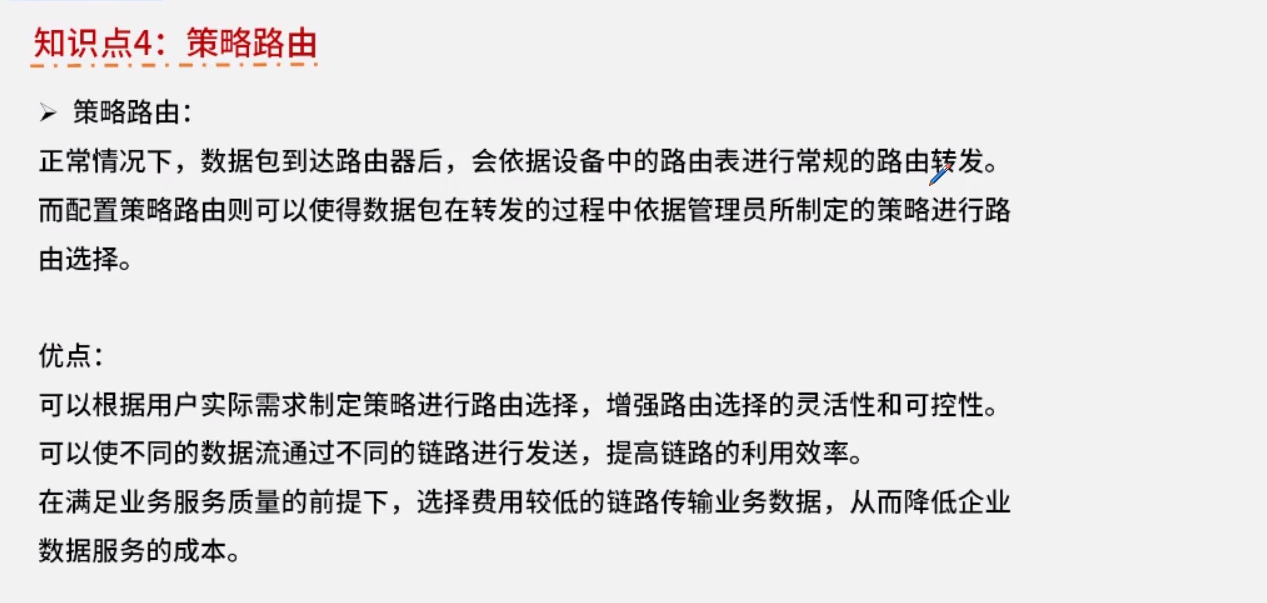 知识点4：策略路由
➢ 策略路由：
正常情况下，数据包到达路由器后，会依据设备中的路由表进行常规的路由转发。
而配置策略路由则可以使得数据包在转发的过程中依据管理员所制定的策略进行路
由选择。
优点：
可以根据用户实际需求制定策略进行路由选择，增强路由选择的灵活性和可控性。
可以使不同的数据流通过不同的链路进行发送，提高链路的利用效率。
在满足业务服务质量的前提下，选择费用较低的链路传输业务数据，从而降低企业
数据服务的成本。